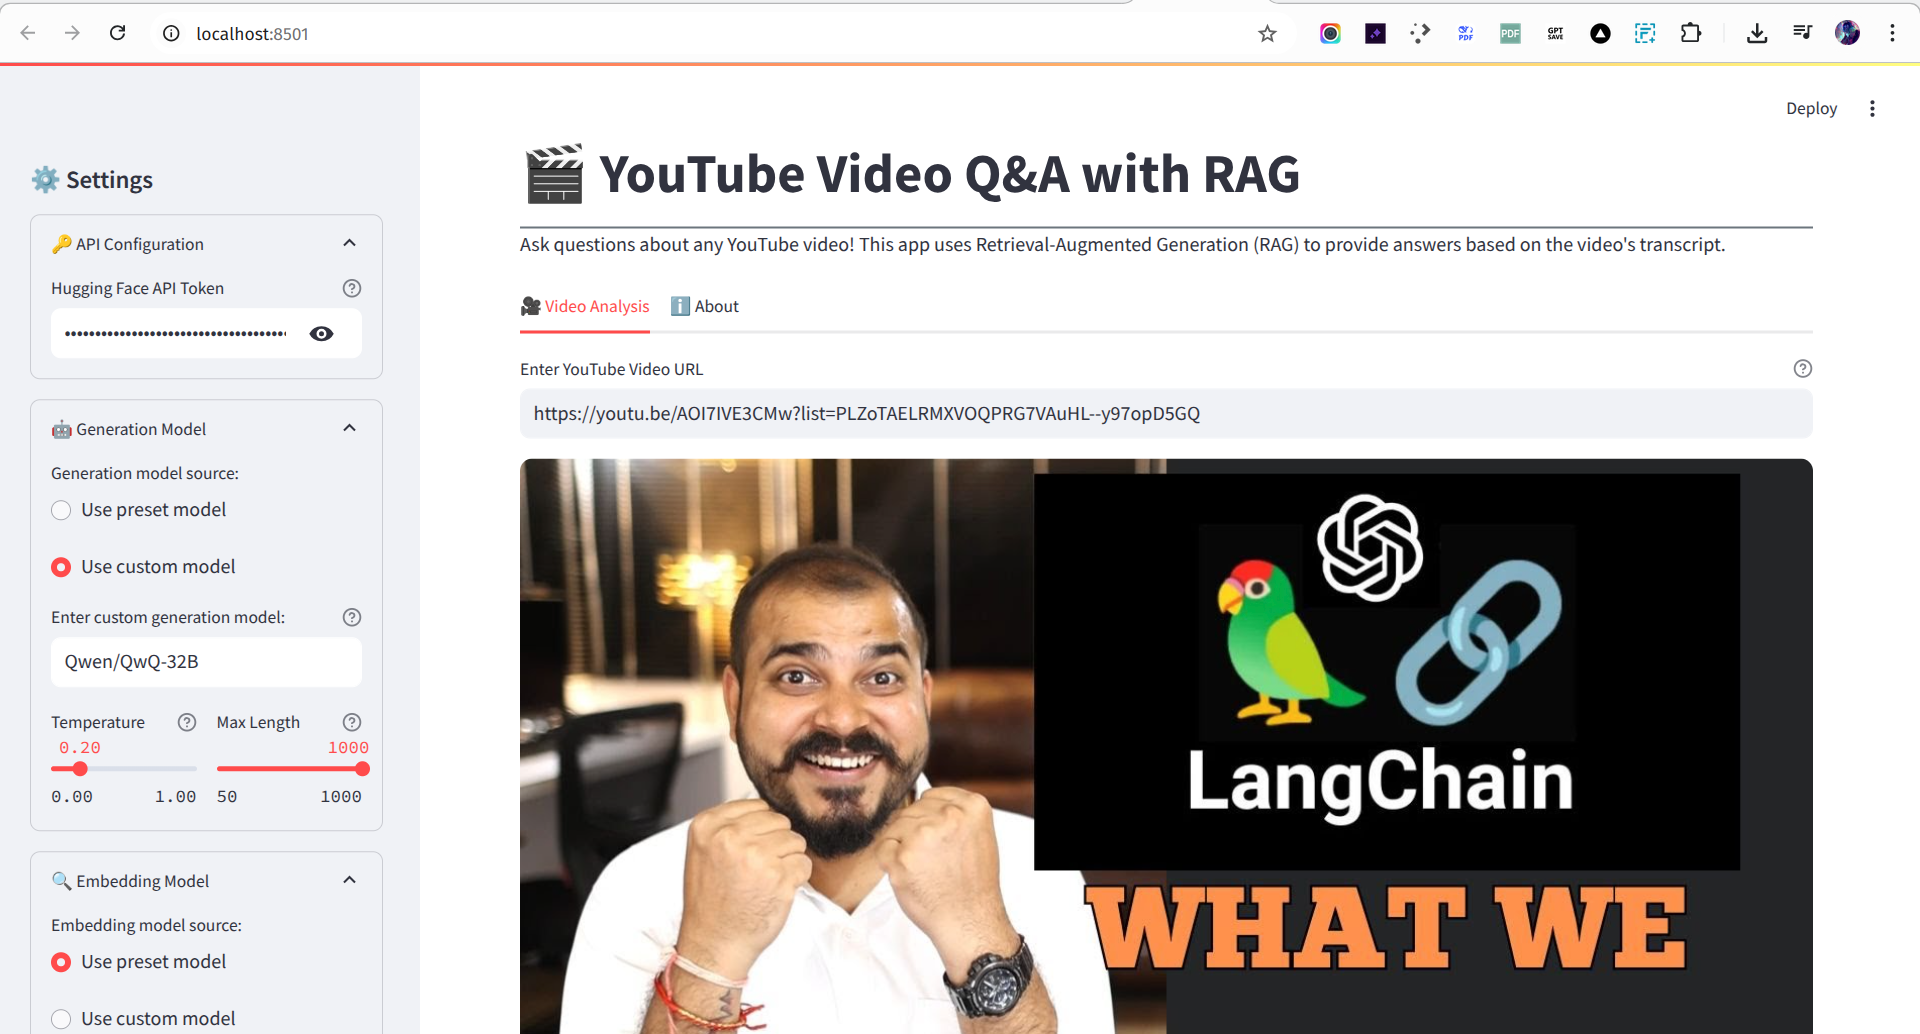 localhost:8501
PDF
PDF
GPT
SAVE
Deploy
⚙️ Settings
🔑 API Configuration
Hugging Face API Token
••••••••••••••••••••••••••••••••••••
🤖 Generation Model
Generation model source:
Use preset model
Use custom model
Enter custom generation model:
Qwen/QwQ-32B
Temperature
Max Length
0.20
1000
0.00 1.00
50 1000
🔍 Embedding Model
Embedding model source:
Use preset model
Use custom model
🎬 YouTube Video Q&A with RAG
Ask questions about any YouTube video! This app uses Retrieval-Augmented Generation (RAG) to provide answers based on the video's transcript.
🎥 Video Analysis
ℹ️ About
Enter YouTube Video URL
https://youtu.be/AOI7IVE3CMw?list=PLZoTAELRMXVOQPRG7VAuHL--y97opD5GQ
LangChain
WHAT WE